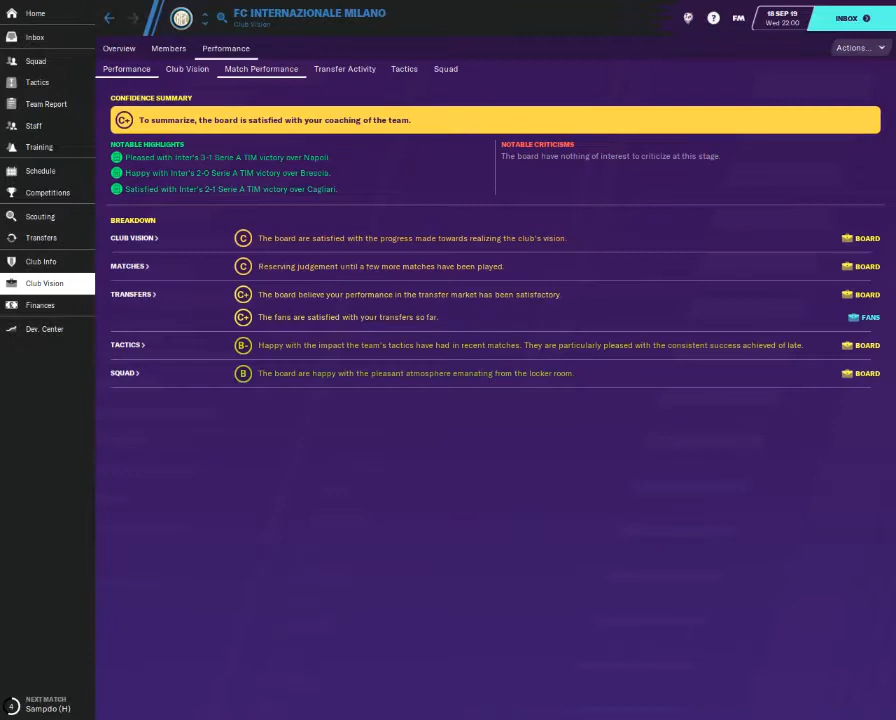 Home
Inbox
Squad
Tactics
Team Report
Staff
Training
Schedule
Competitions
Scouting
Transfers
Club Info
Club Vision
Finances
Dev. Center
NEXT MATCH
4
Sampdo (H)
FC INTERNAZIONALE MILANO
Club Vision
? FM
18 SEP 19
Wed 22:00
INBOX
Overview Members Performance
Actions...
Performance Club Vision Match Performance Transfer Activity Tactics Squad
CONFIDENCE SUMMARY
C+ To summarize, the board is satisfied with your coaching of the team.
NOTABLE HIGHLIGHTS
Pleased with Inter's 3-1 Serie A TIM victory over Napoli.
Happy with Inter's 2-0 Serie A TIM victory over Brescia.
Satisfied with Inter's 2-1 Serie A TIM victory over Cagliari.
NOTABLE CRITICISMS
The board have nothing of interest to criticize at this stage.
BREAKDOWN
CLUB VISION > C The board are satisfied with the progress made towards realizing the club's vision. BOARD
MATCHES > C Reserving judgement until a few more matches have been played. BOARD
TRANSFERS > C+ The board believe your performance in the transfer market has been satisfactory. BOARD
C+ The fans are satisfied with your transfers so far. FANS
TACTICS > B- Happy with the impact the team's tactics have had in recent matches. They are particularly pleased with the consistent success achieved of late. BOARD
SQUAD > B The board are happy with the pleasant atmosphere emanating from the locker room. BOARD